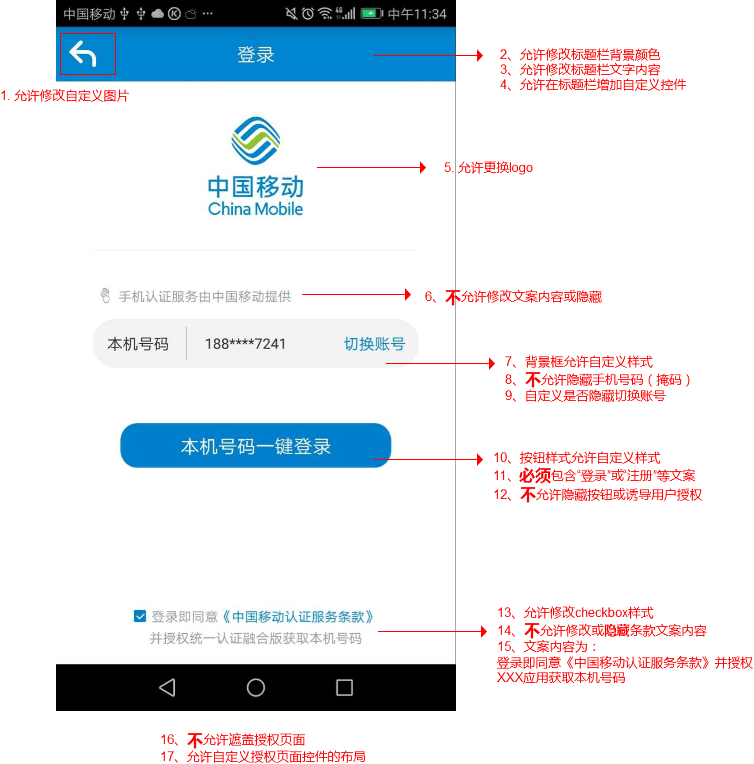 中国移动 中午11:34
登录
1. 允许修改自定义图片
2、允许修改标题栏背景颜色
3、允许修改标题栏文字内容
4、允许在标题栏增加自定义控件
中国移动
China Mobile
5. 允许更换logo
手机认证服务由中国移动提供
6、不允许修改文案内容或隐藏
本机号码 188****7241 切换账号
7、背景框允许自定义样式
8、不允许隐藏手机号码（掩码）
9、自定义是否隐藏切换账号
本机号码一键登录
10、按钮样式允许自定义样式
11、必须包含“登录”或“注册”等文案
12、不允许隐藏按钮或诱导用户授权
登录即同意《中国移动认证服务条款》
并授权统一认证融合版获取本机号码
13、允许修改checkbox样式
14、不允许修改或隐藏条款文案内容
15、文案内容为：
登录即同意《中国移动认证服务条款》并授权
XXX应用获取本机号码
16、不允许遮盖授权页面
17、允许自定义授权页面控件的布局